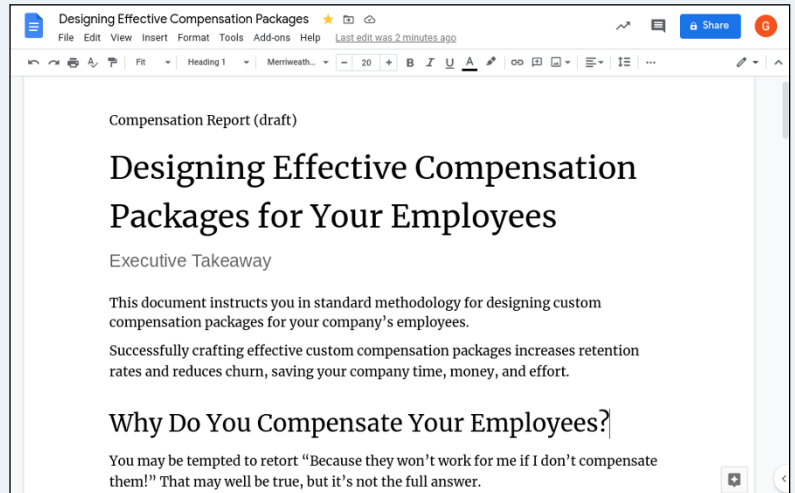 Designing Effective Compensation Packages
File Edit View Insert Format Tools Add-ons Help Last edit was 2 minutes ago
Share
G
Fit Heading 1 Merriweath... – 20 + B I U A
Compensation Report (draft)
Designing Effective Compensation
Packages for Your Employees
Executive Takeaway
This document instructs you in standard methodology for designing custom
compensation packages for your company’s employees.
Successfully crafting effective custom compensation packages increases retention
rates and reduces churn, saving your company time, money, and effort.
Why Do You Compensate Your Employees?
You may be tempted to retort “Because they won’t work for me if I don’t compensate
them!” That may well be true, but it’s not the full answer.